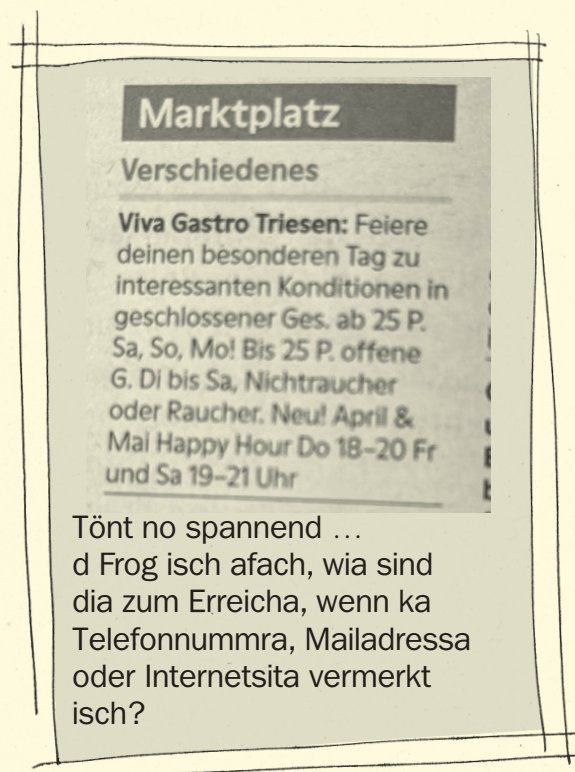 Marktplatz
Verschiedenes
Viva Gastro Triesen: Feiere
deinen besonderen Tag zu
interessanten Konditionen in
geschlossener Ges. ab 25 P.
Sa, So, Mo! Bis 25 P. offene
G. Di bis Sa, Nichtraucher
oder Raucher. Neu! April &
Mai Happy Hour Do 18–20 Fr
und Sa 19–21 Uhr
Tönt no spannend …
d Frog isch afach, wia sind
dia zum Erreicha, wenn ka
Telefonnummra, Mailadressa
oder Internetsita vermerkt
isch?